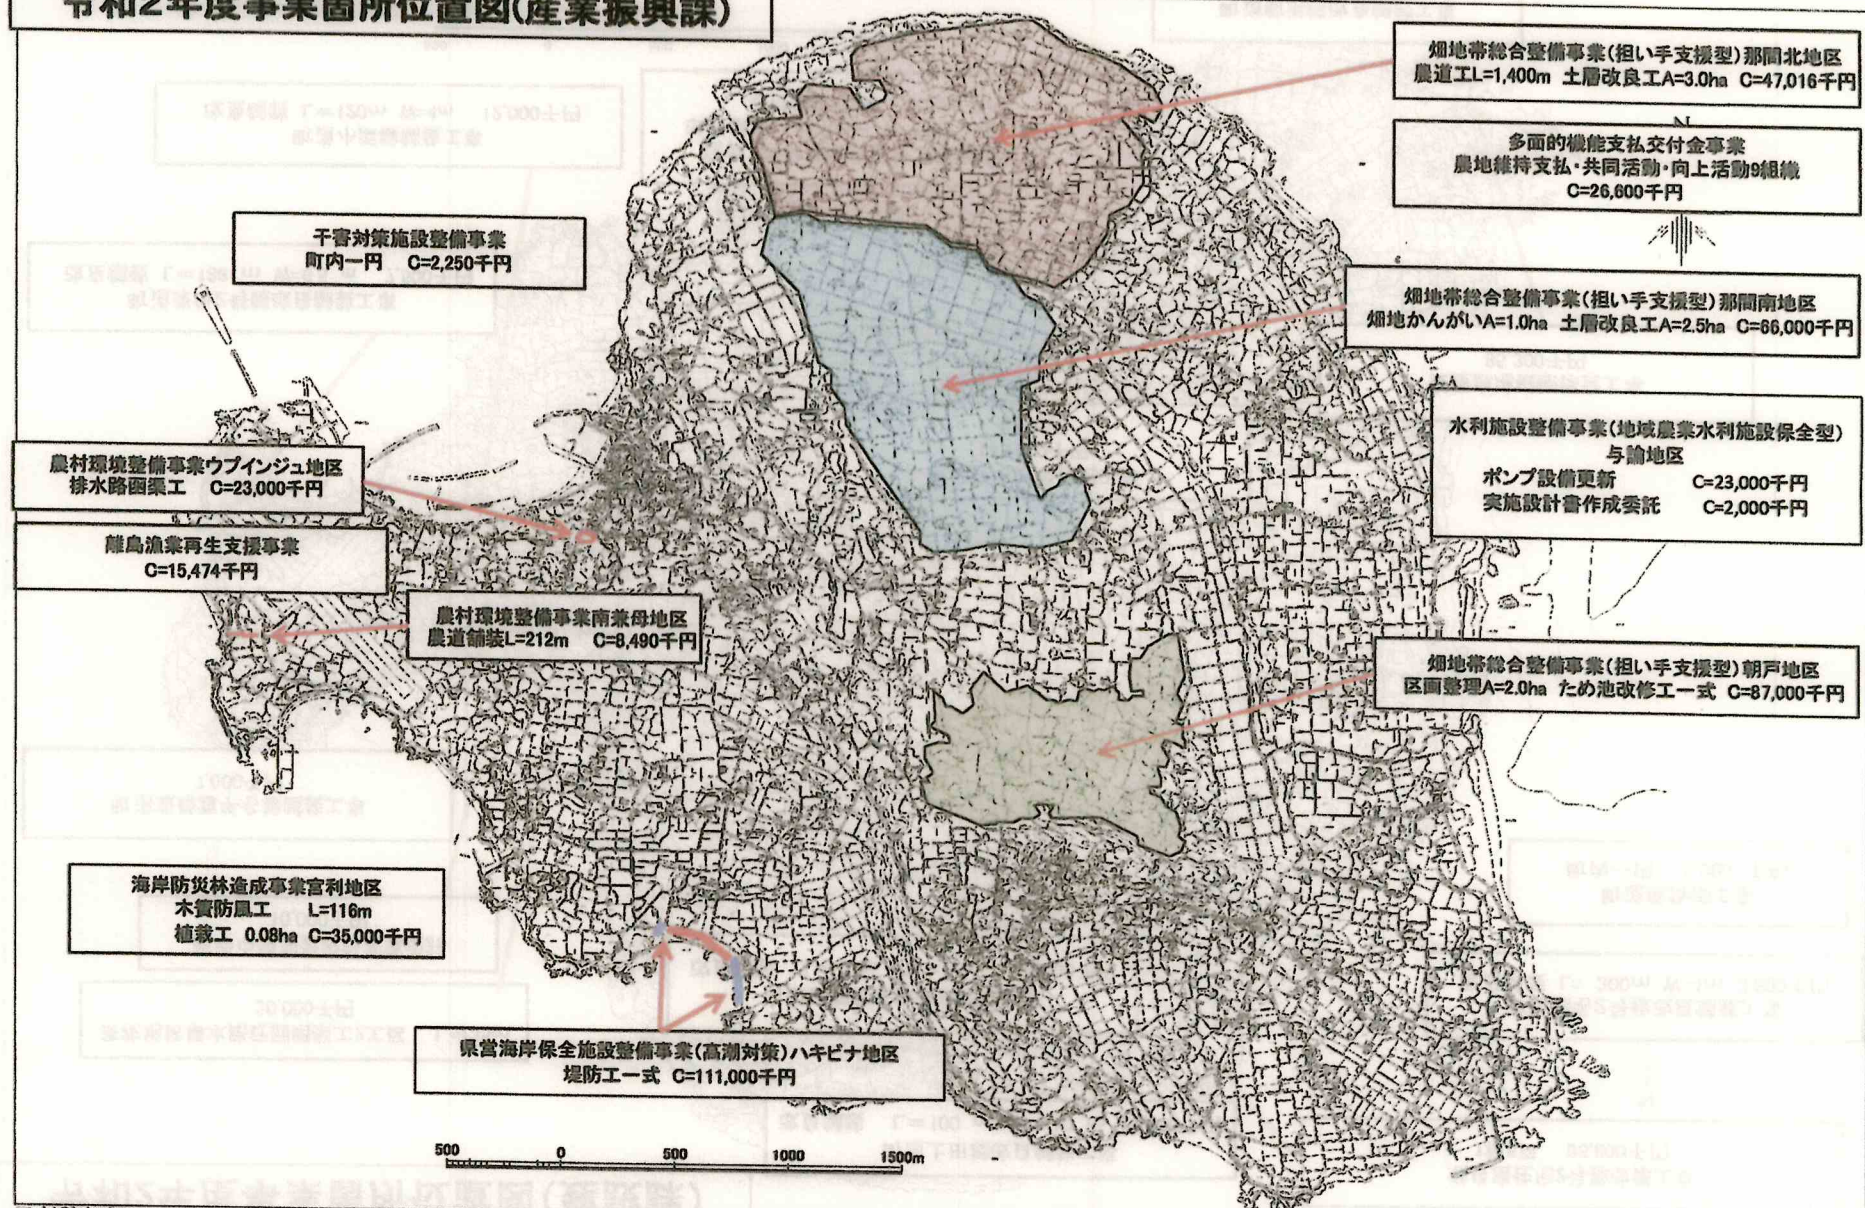 令和2年度事業箇所位置図(産業振興課)
畑地帯総合整備事業(担い手支援型)那間北地区
農道工L=1,400m 土層改良工A=3.0ha C=47,016千円
N
多面的機能支払交付金事業
農地維持支払・共同活動・向上活動9組織
C=26,600千円
干害対策施設整備事業
町内一円 C=2,250千円
畑地帯総合整備事業(担い手支援型)那間南地区
畑地かんがいA=1.0ha 土層改良工A=2.5ha C=66,000千円
水利施設整備事業(地域農業水利施設保全型)
与論地区
ポンプ設備更新 C=23,000千円
実施設計書作成委託 C=2,000千円
農村環境整備事業ウプインジュ地区
排水路函渠工 C=23,000千円
離島漁業再生支援事業
C=15,474千円
農村環境整備事業南兼母地区
農道舗装L=212m C=8,490千円
畑地帯総合整備事業(担い手支援型)朝戸地区
区画整理A=2.0ha ため池改修工一式 C=87,000千円
海岸防災林造成事業宮利地区
木簀防風工 L=116m
植栽工 0.08ha C=35,000千円
県営海岸保全施設整備事業(高潮対策)ハキビナ地区
堤防工一式 C=111,000千円
500 0 500 1000 1500m